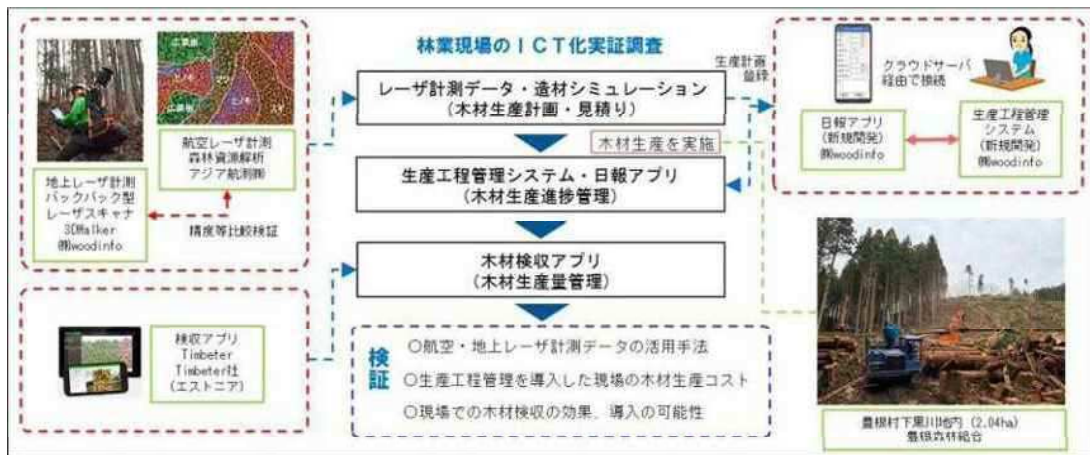 林業現場のICT化実証調査
広葉樹
ヒノキ
広葉樹
ヒノキ
スギ
航空レーザ計測
森林資源解析
アジア航測㈱
地上レーザ計測
バックパック型
レーザスキャナ
3DWalker
㈱woodinfo
精度等比較検証
レーザ計測データ・造材シミュレーション
(木材生産計画・見積り)
生産計画
登録
木材生産を実施
生産工程管理システム・日報アプリ
(木材生産進捗管理)
木材検収アプリ
(木材生産量管理)
クラウドサーバ
経由で接続
日報アプリ
(新規開発)
㈱woodinfo
生産工程管理
システム
(新規開発)
㈱woodinfo
検収アプリ
Timbeter
Timbeter社
(エストニア)
検証
○航空・地上レーザ計測データの活用手法
○生産工程管理を導入した現場の木材生産コスト
○現場での木材検収の効果、導入の可能性
豊根村下黒川地内 (2.04ha)
豊根森林組合